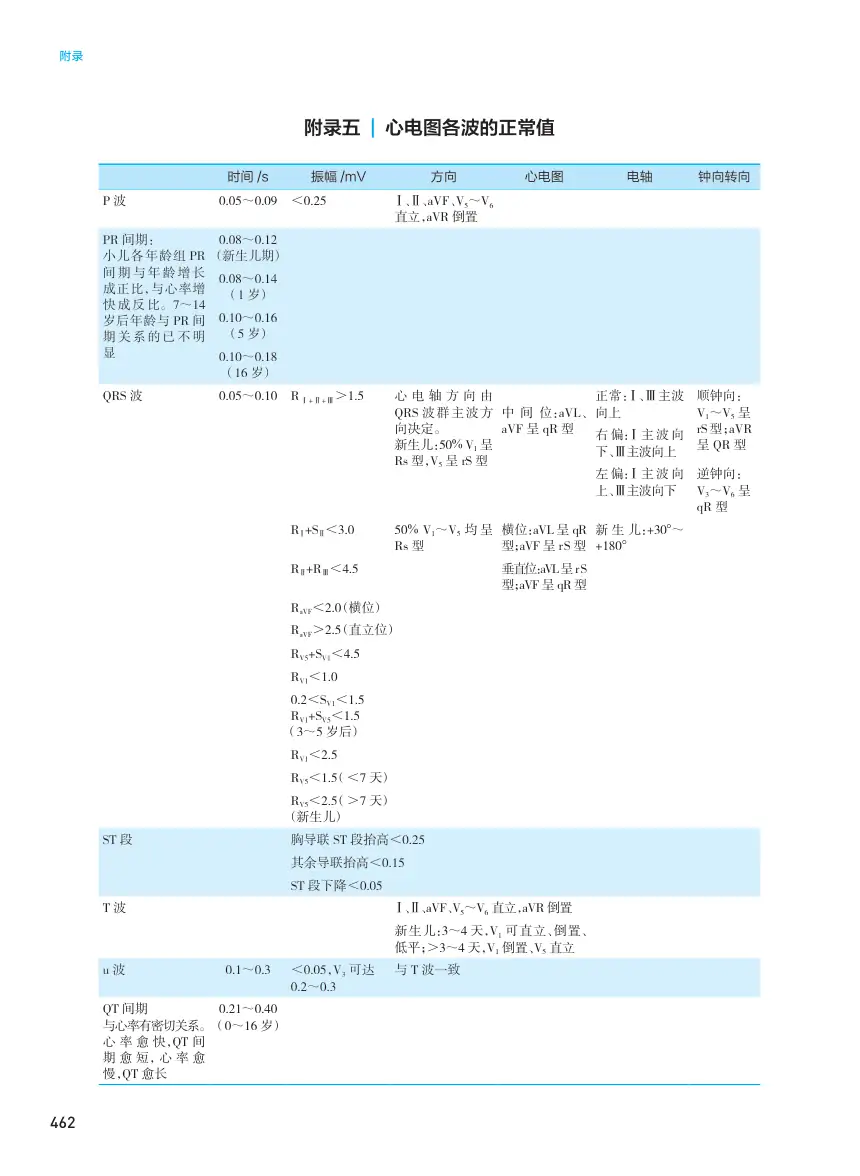 附录
附录五 | 心电图各波的正常值
时间 /s 振幅 /mV 方向 心电图 电轴 钟向转向
P 波 0.05～0.09 ＜0.25 Ⅰ、Ⅱ、aVF、V5～V6
直立,aVR 倒置
PR 间期：
小儿各年龄组 PR
间期与年龄增长
成正比,与心率增
快成反比。7～14
岁后年龄与 PR 间
期关系的已不明
显
0.08～0.12
（新生儿期）
0.08～0.14
（1 岁）
0.10～0.16
（5 岁）
0.10～0.18
（16 岁）
QRS 波 0.05～0.10 RⅠ+Ⅱ+Ⅲ＞1.5
心电轴方向由
QRS 波群主波方
向决定。
新生儿:50% V1 呈
Rs 型,V5 呈 rS 型
中间位:aVL、
aVF 呈 qR 型
正常:Ⅰ、Ⅲ主波
向上
右偏:Ⅰ主波向
下、Ⅲ主波向上
左偏:Ⅰ主波向
上、Ⅲ主波向下
顺钟向：
V1～V5 呈
rS 型;aVR
呈 QR 型
逆钟向：
V3～V6 呈
qR 型
RⅠ+SⅡ＜3.0
50% V1～V5 均呈
Rs 型
横位:aVL 呈 qR
型;aVF 呈 rS 型
新生儿:+30°～
+180°
RⅡ+RⅢ＜4.5
垂直位:aVL 呈 rS
型;aVF 呈 qR 型
RaVF＜2.0（横位）
RaVF＞2.5（直立位）
RV5+SV1＜4.5
RV1＜1.0
0.2＜SV1＜1.5
RV1+SV5＜1.5
（3～5 岁后）
RV1＜2.5
RV5＜1.5（＜7 天）
RV5＜2.5（＞7 天）
（新生儿）
ST 段 胸导联 ST 段抬高＜0.25
其余导联抬高＜0.15
ST 段下降＜0.05
T 波 Ⅰ、Ⅱ、aVF、V5～V6 直立,aVR 倒置
新生儿:3～4 天,V1 可直立、倒置、
低平;＞3～4 天,V1 倒置、V5 直立
u 波 0.1～0.3 ＜0.05,V3 可达 与 T 波一致
0.2～0.3
QT 间期
与心率有密切关系。
心率愈快,QT 间
期愈短,心率愈
慢,QT 愈长
0.21～0.40
（0～16 岁）
462